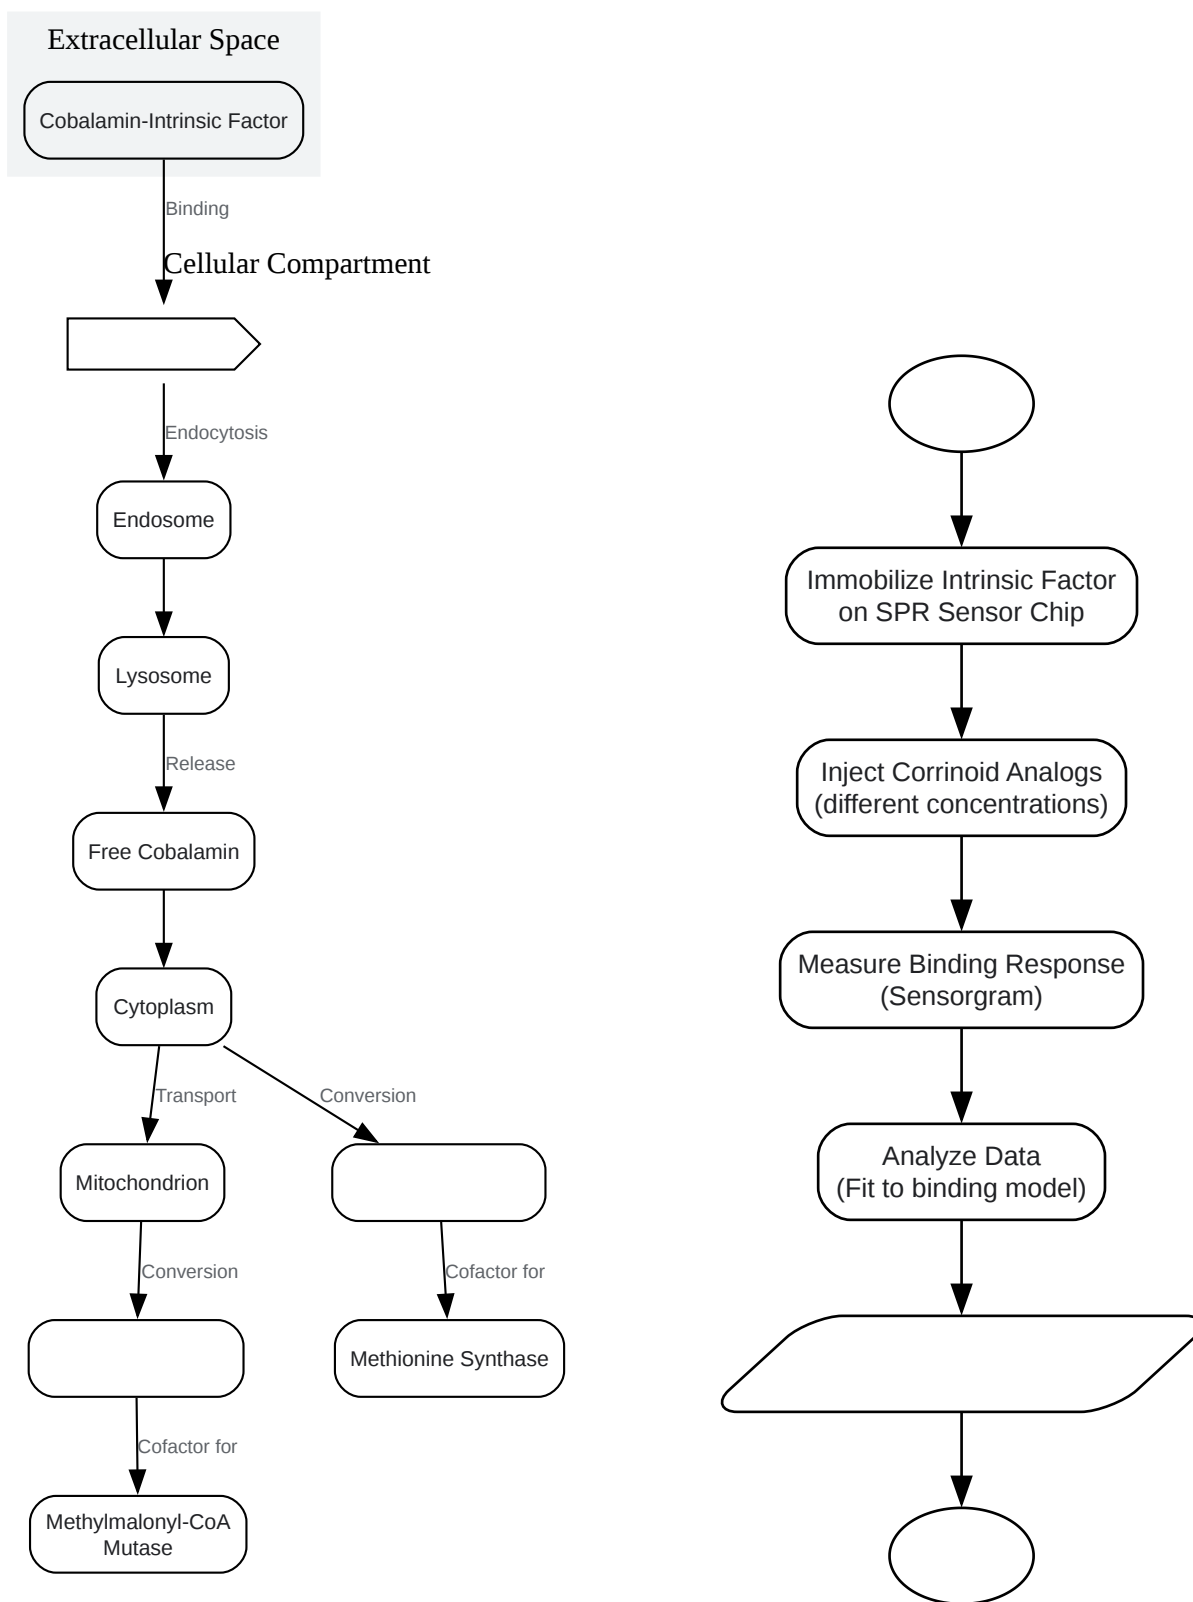 Extracellular Space
Cobalamin-Intrinsic Factor
Binding
Cellular Compartment
Endocytosis
Endosome
Lysosome
Release
Free Cobalamin
Cytoplasm
Transport
Conversion
Mitochondrion
Conversion
Cofactor for
Methionine Synthase
Cofactor for
Methylmalonyl-CoA
Mutase
Immobilize Intrinsic Factor
on SPR Sensor Chip
Inject Corrinoid Analogs
(different concentrations)
Measure Binding Response
(Sensorgram)
Analyze Data
(Fit to binding model)